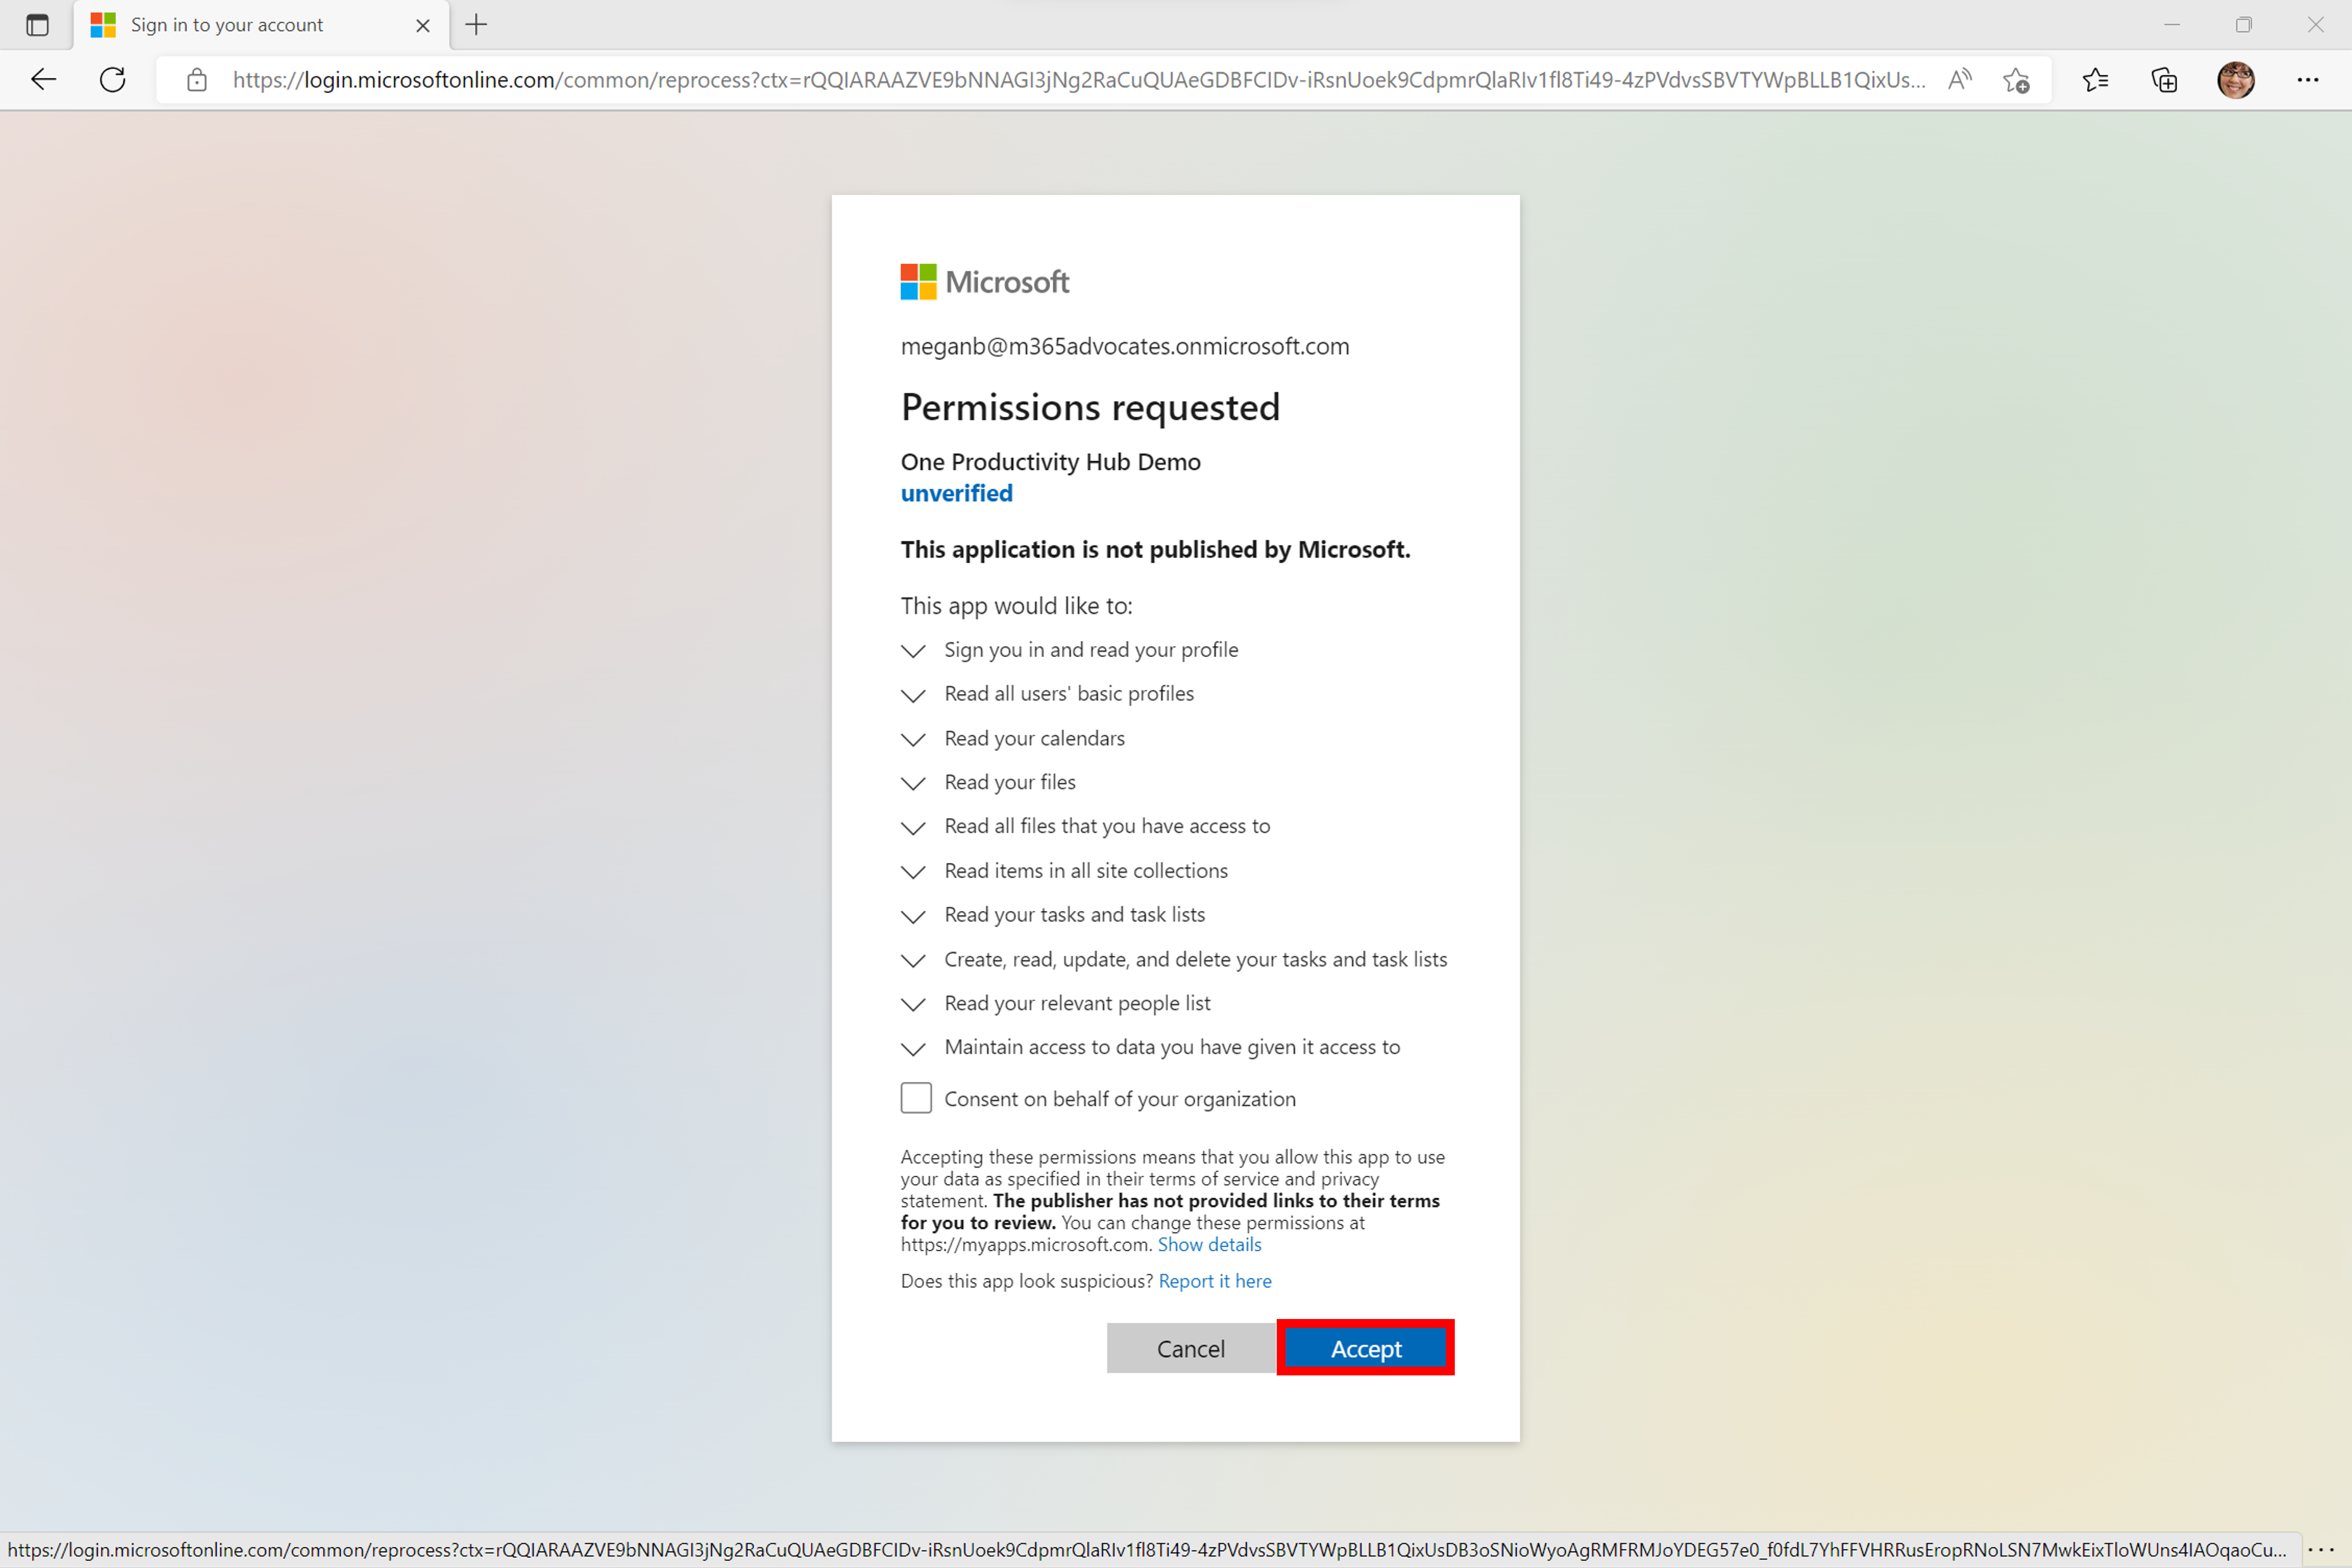 Sign in to your account
https://login.microsoftonline.com/common/reprocess?ctx=rQQIARAAZVE9bNNAGI3jNg2RaCuQUAeGDBFCIDv-iRsnUoek9CdpmrQlaRIv1fl8Ti49-4zPVdvsSBVTYWpBLLB1QixUs...
Microsoft
meganb@m365advocates.onmicrosoft.com
Permissions requested
One Productivity Hub Demo
unverified
This application is not published by Microsoft.
This app would like to:
Sign you in and read your profile
Read all users' basic profiles
Read your calendars
Read your files
Read all files that you have access to
Read items in all site collections
Read your tasks and task lists
Create, read, update, and delete your tasks and task lists
Read your relevant people list
Maintain access to data you have given it access to
Consent on behalf of your organization
Accepting these permissions means that you allow this app to use
your data as specified in their terms of service and privacy
statement. The publisher has not provided links to their terms
for you to review. You can change these permissions at
https://myapps.microsoft.com. Show details
Does this app look suspicious? Report it here
Cancel Accept
https://login.microsoftonline.com/common/reprocess?ctx=rQQIARAAZVE9bNNAGI3jNg2RaCuQUAeGDBFCIDv-iRsnUoek9CdpmrQlaRIv1fl8Ti49-4zPVdvsSBVTYWpBLLB1QixUsDB3oSNioWyoAgRMFRMJoYDEG57e0_f0fdL7YhFFVHRRusEropRNoLSN7MwkEixTloWUns4IAOqaoCu...